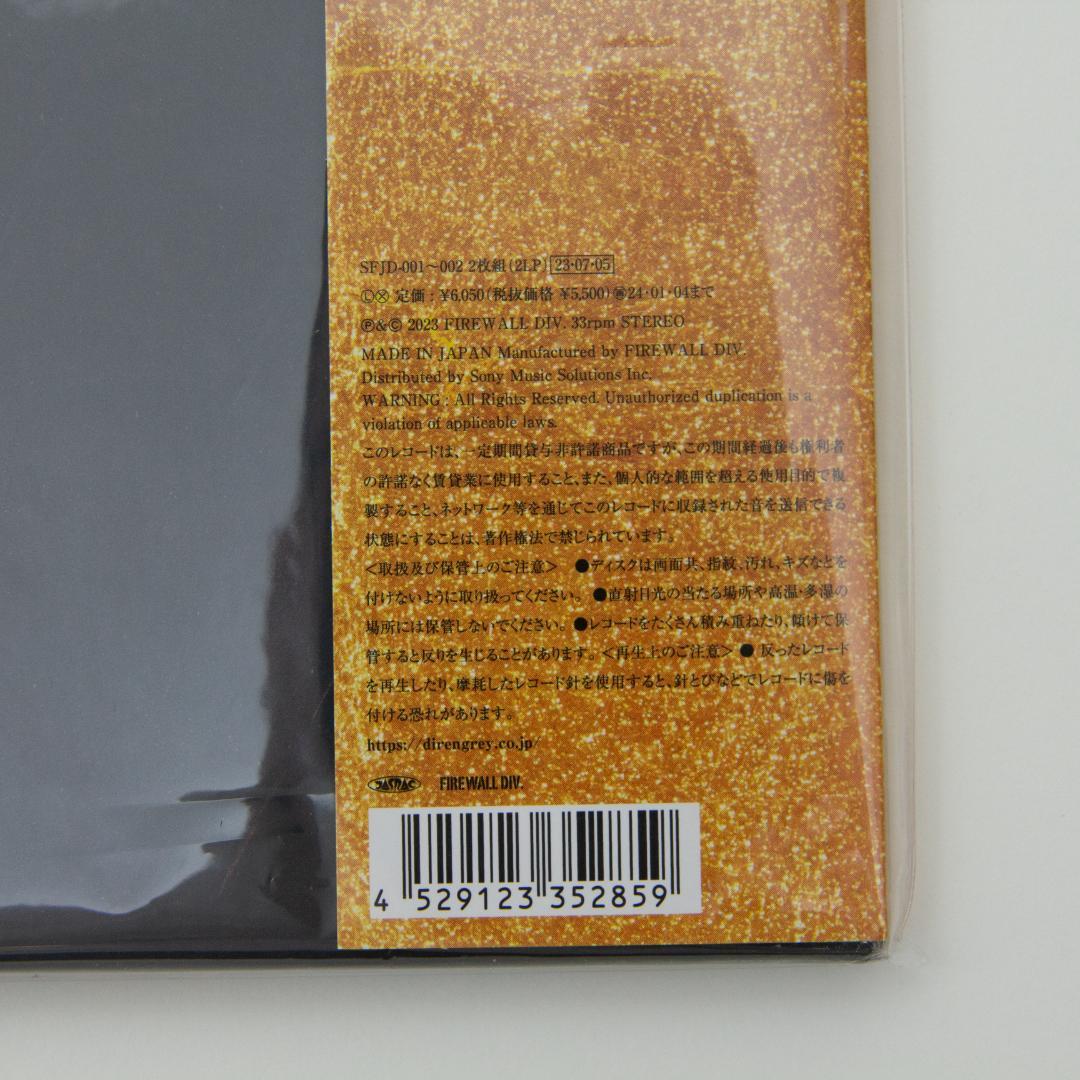 SFJD-001~002 2枚組(2LP) 23・07・05
Ⓛⓧ 定価:¥6,050(税抜価格 ¥5,500)㊢24・01・04まで
Ⓟ&Ⓒ 2023 FIREWALL DIV. 33rpm STEREO
MADE IN JAPAN Manufactured by FIREWALL DIV.
Distributed by Sony Music Solutions Inc.
WARNING : All Rights Reserved. Unauthorized duplication is a
violation of applicable laws.
このレコードは、一定期間貸与非許諾商品ですが、この期間経過後も権利者
の許諾なく賃貸業に使用すること、また、個人的な範囲を超える使用目的で複
製すること、ネットワーク等を通じてこのレコードに収録された音を送信できる
状態にすることは、著作権法で禁じられています。
<取扱及び保管上のご注意> ●ディスクは両面共、指紋、汚れ、キズなどを
付けないように取り扱ってください。 ●直射日光の当たる場所や高温・多湿の
場所には保管しないでください。 ●レコードをたくさん積み重ねたり、傾けて保
管すると反りを生じることがあります。<再生上のご注意> ● 反ったレコード
を再生したり、摩耗したレコード針を使用すると、針とびなどでレコードに傷を
付ける恐れがあります。
https://direngrey.co.jp/
JASRAC FIREWALL DIV.
4 529123 352859